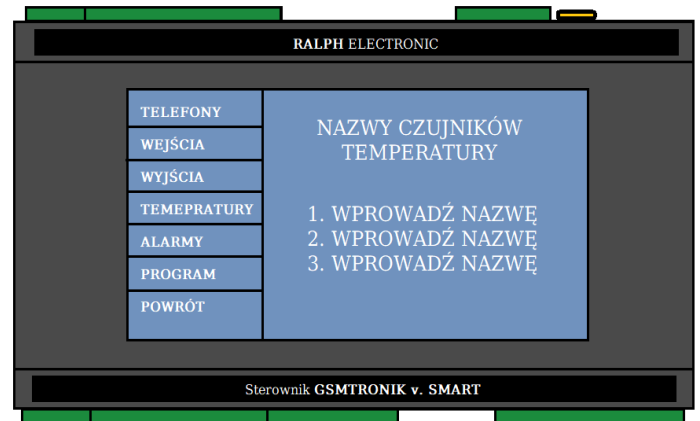 RALPH ELECTRONIC
TELEFONY
WEJŚCIA
WYJŚCIA
TEMEPRATURY
ALARMY
PROGRAM
POWRÓT
NAZWY CZUJNIKÓW
TEMPERATURY
1. WPROWADŹ NAZWĘ
2. WPROWADŹ NAZWĘ
3. WPROWADŹ NAZWĘ
Sterownik GSMTRONIK v. SMART